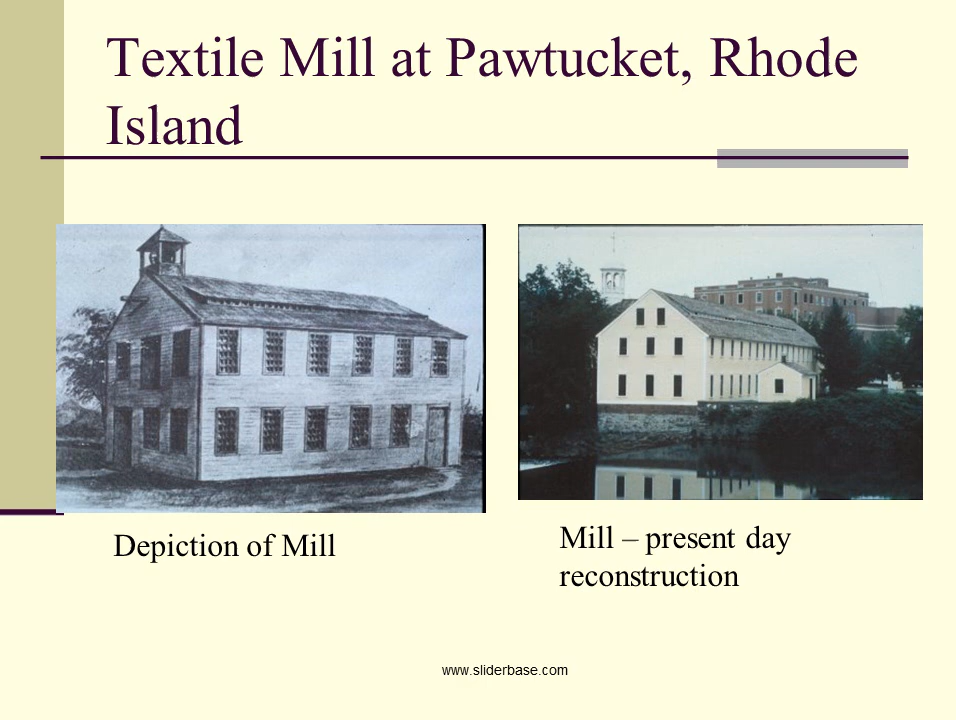 Textile Mill at Pawtucket, Rhode
Island
Depiction of Mill
Mill – present day
reconstruction
www.sliderbase.com